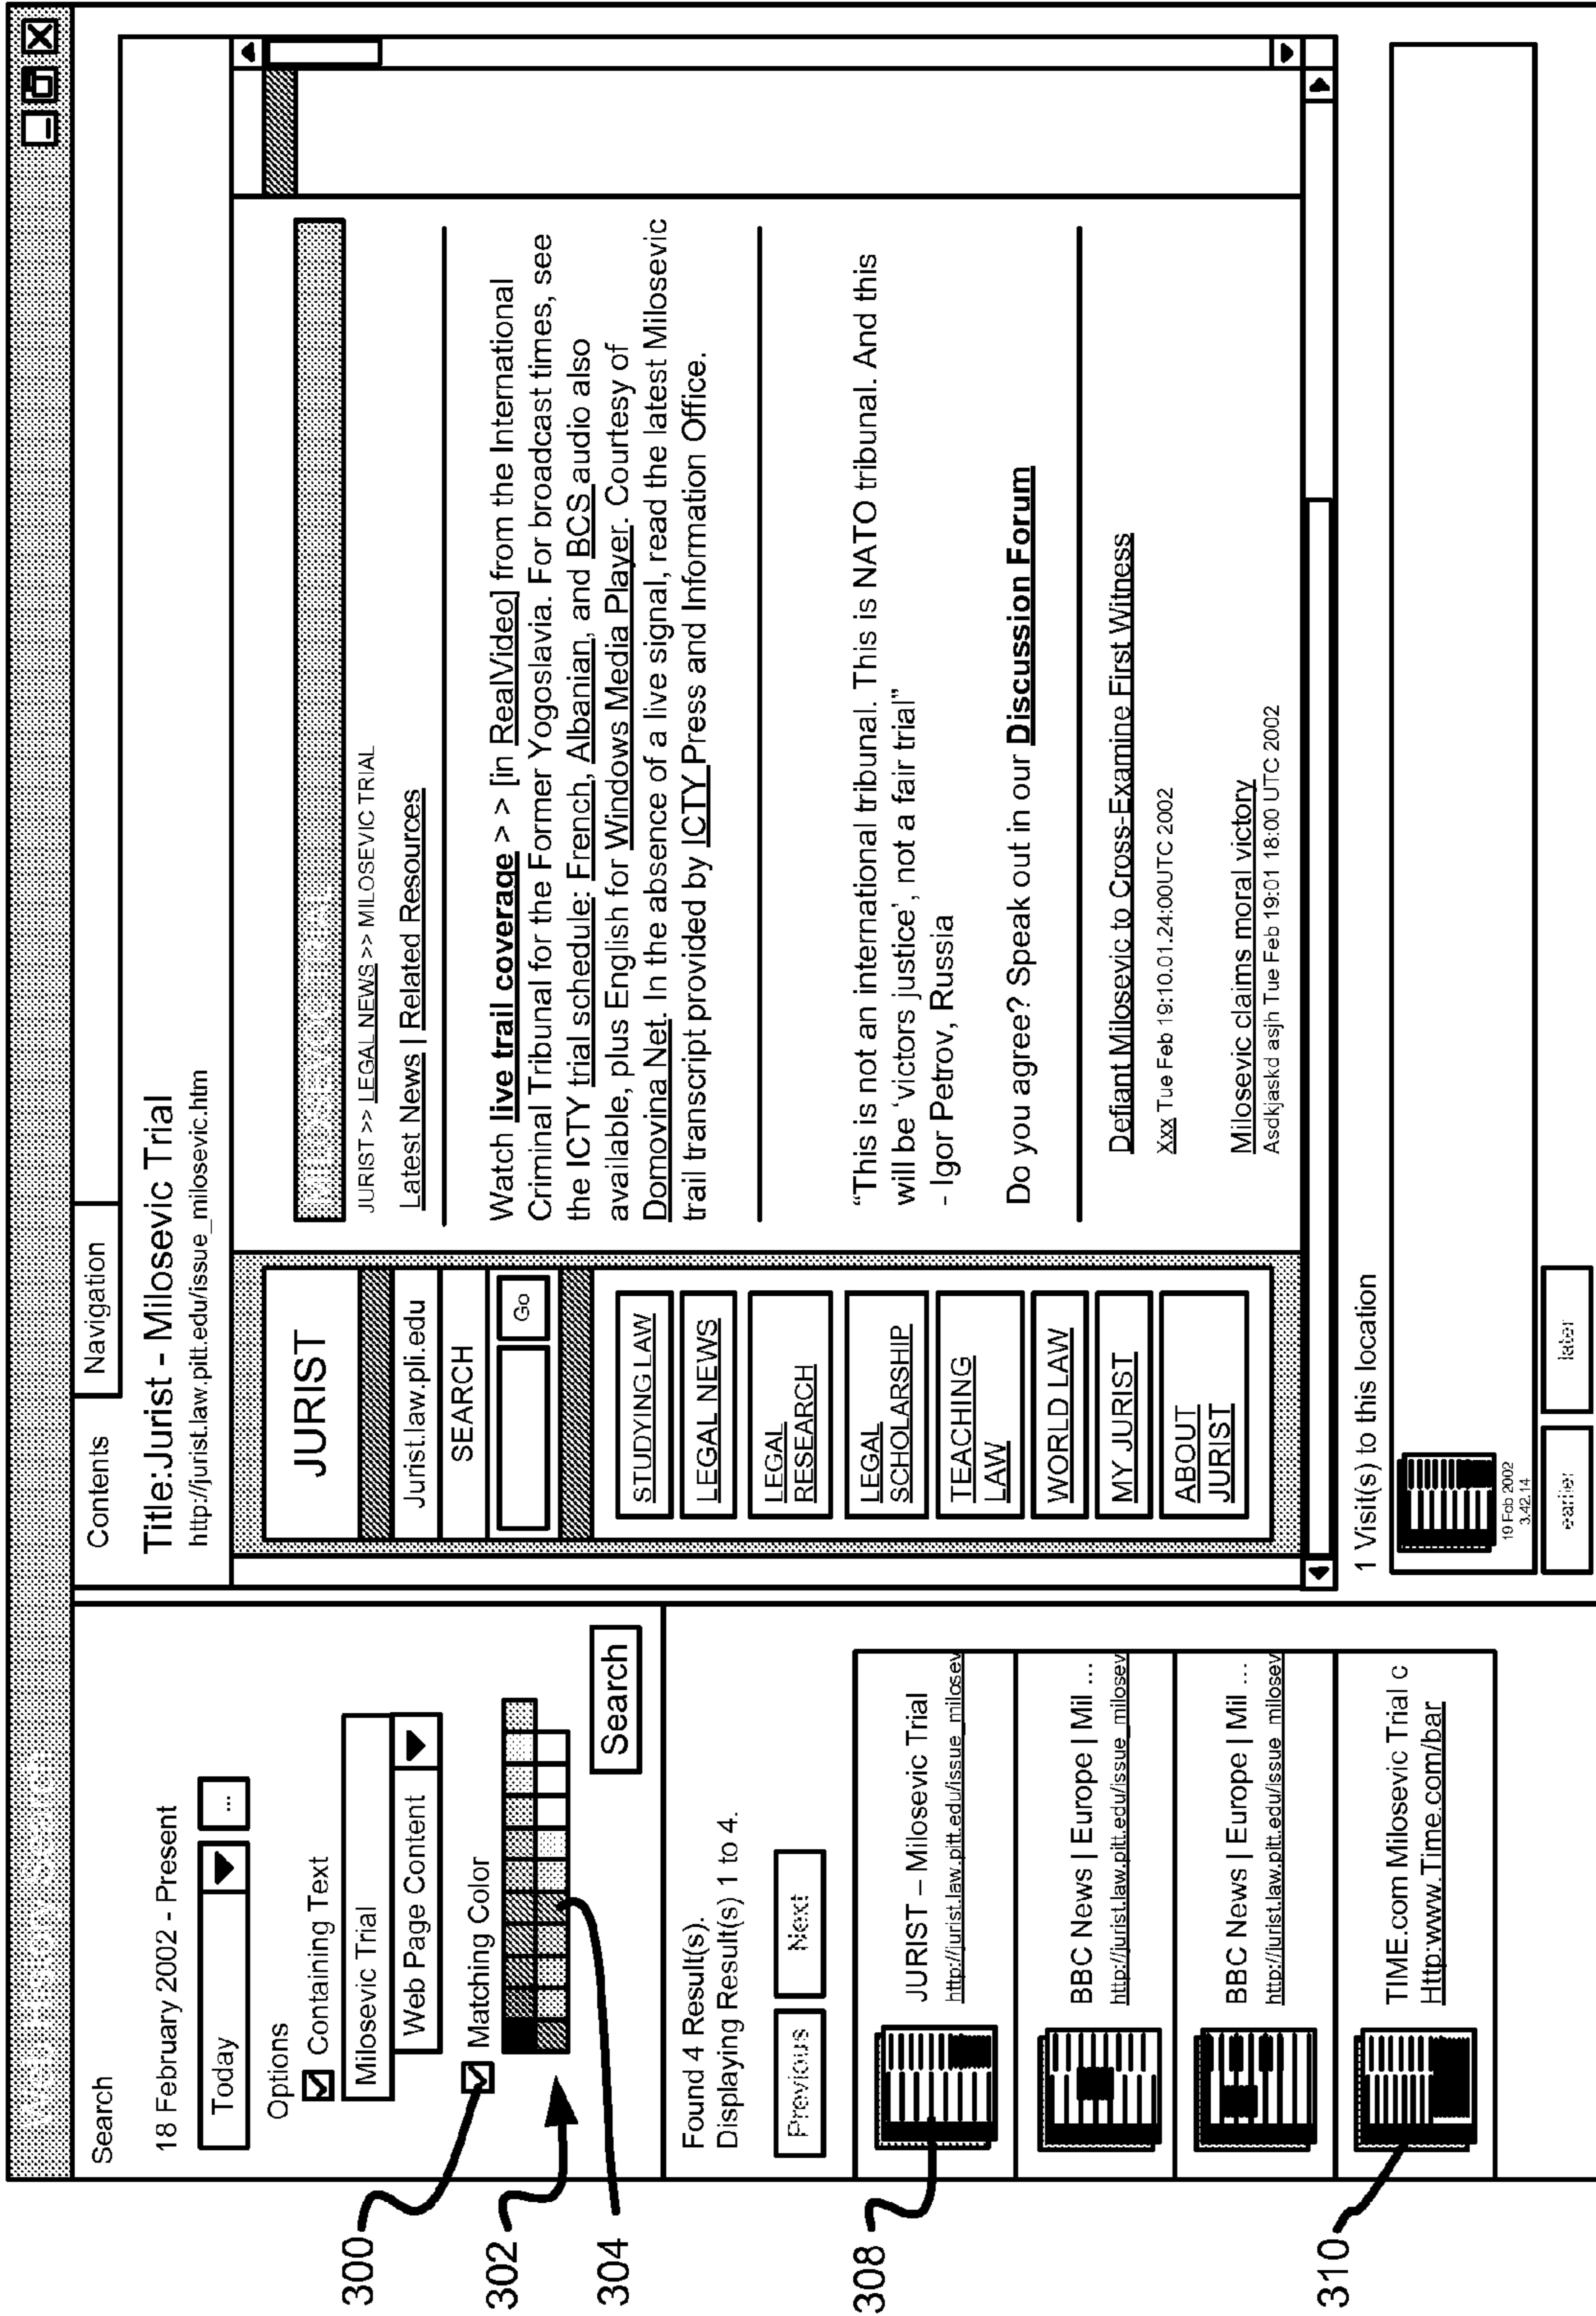 Search
18 February 2002 - Present
Today
...
Options
Containing Text
Milosevic Trial
Web Page Content
Matching Color
Search
Found 4 Result(s).
Displaying Result(s) 1 to 4.
Previous
Next
JURIST – Milosevic Trial
http://jurist.law.pitt.edu/issue_milosev
BBC News | Europe | Mil ...
http://jurist.law.pitt.edu/issue_milosev
BBC News | Europe | Mil ...
http://jurist.law.pitt.edu/issue_milosev
TIME.com Milosevic Trial c
Http:www.Time.com/bar
300
302
304
308
310
Contents
Navigation
Title:Jurist - Milosevic Trial
http://jurist.law.pitt.edu/issue_milosevic.htm
JURIST
Jurist.law.pli.edu
SEARCH
Go
STUDYING LAW
LEGAL NEWS
LEGAL
RESEARCH
LEGAL
SCHOLARSHIP
TEACHING
LAW
WORLD LAW
MY JURIST
ABOUT
JURIST
JURIST >> LEGAL NEWS >> MILOSEVIC TRIAL
Latest News | Related Resources
Watch live trail coverage > > [in RealVideo] from the International
Criminal Tribunal for the Former Yogoslavia. For broadcast times, see
the ICTY trial schedule: French, Albanian, and BCS audio also
available, plus English for Windows Media Player. Courtesy of
Domovina Net. In the absence of a live signal, read the latest Milosevic
trail transcript provided by ICTY Press and Information Office.
“This is not an international tribunal. This is NATO tribunal. And this
will be ‘victors justice’, not a fair trial”
- Igor Petrov, Russia
Do you agree? Speak out in our Discussion Forum
Defiant Milosevic to Cross-Examine First Witness
Xxx Tue Feb 19:10.01.24:00UTC 2002
Milosevic claims moral victory
Asdkjaskd asjh Tue Feb 19:01 18:00 UTC 2002
1 Visit(s) to this location
19 Feb 2002
3.42.14
earlier
later